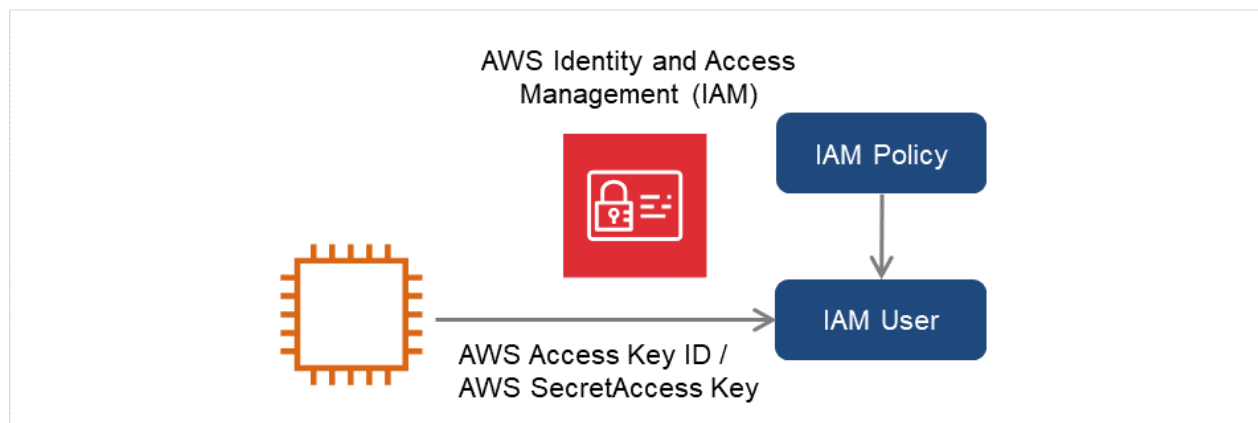 AWS Identity and Access
Management (IAM)
IAM Policy
IAM User
AWS Access Key ID /
AWS SecretAccess Key